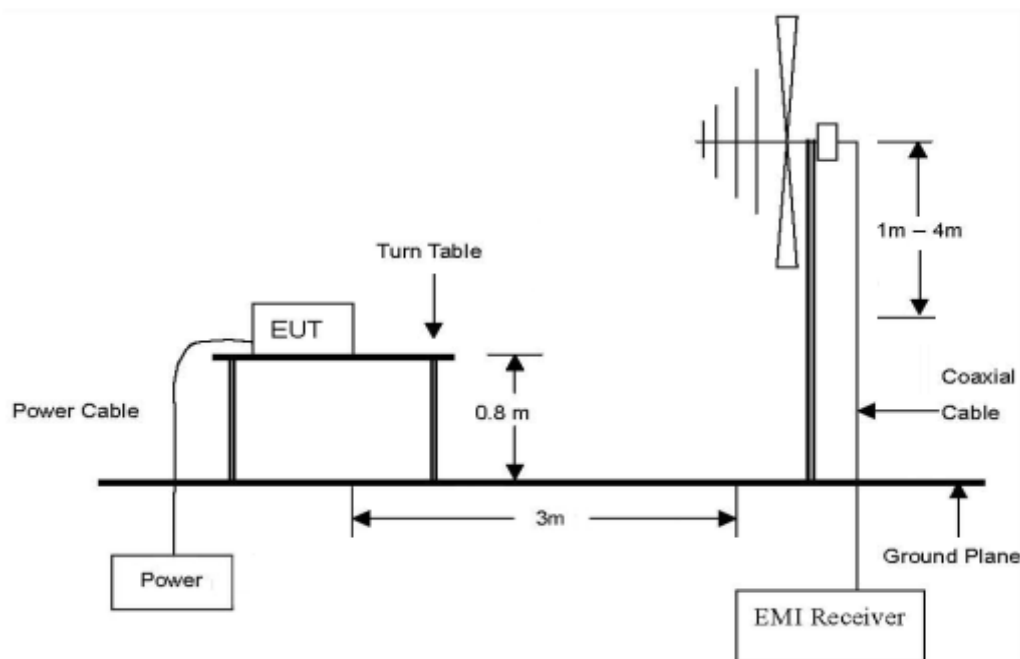 1m – 4m
Turn Table
EUT
Power Cable
0.8 m
Coaxial
Cable
3m
Ground Plane
Power
EMI Receiver